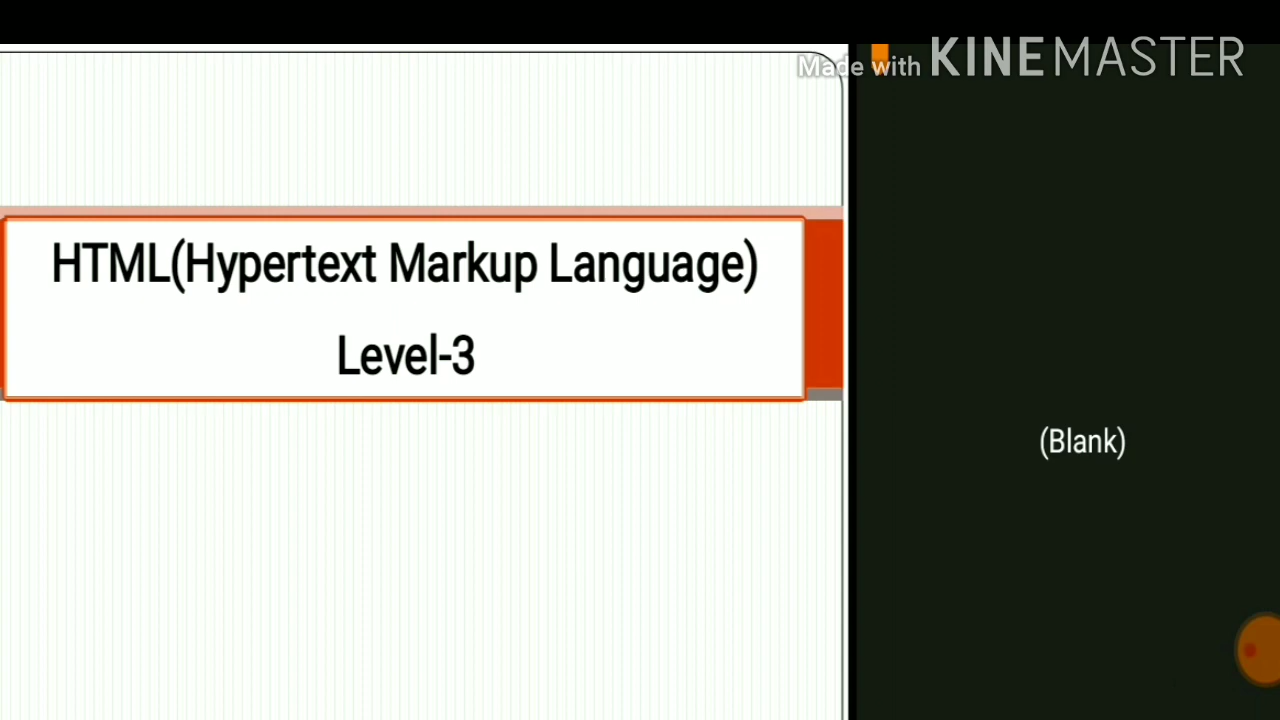 Made with KINEMASTER
HTML(Hypertext Markup Language)
Level-3
(Blank)